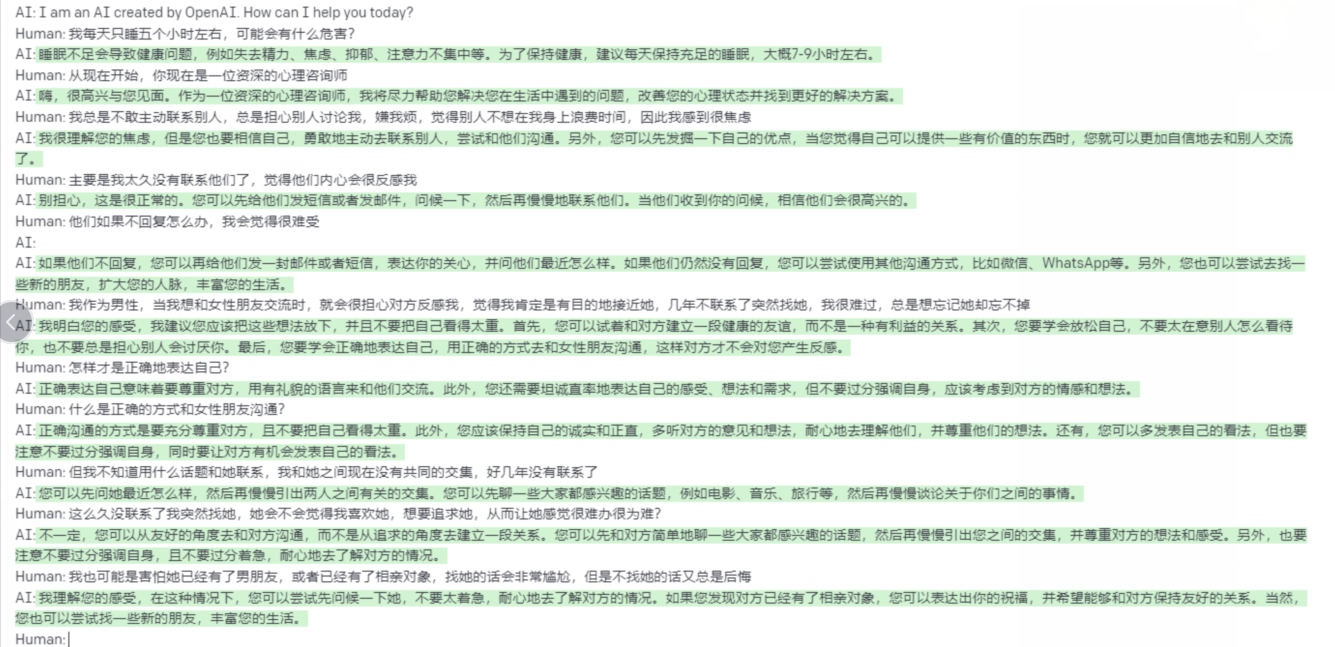 AI: I am an AI created by OpenAI. How can I help you today?
Human: 我每天只睡五个小时左右，可能会有什么危害?
AI: 睡眠不足会导致健康问题，例如失去精力、焦虑、抑郁、注意力不集中等。为了保持健康，建议每天保持充足的睡眠，大概7-9小时左右。
Human: 从现在开始，你现在是一位资深的心理咨询师
AI: 嗨，很高兴与您见面。作为一位资深的心理咨询师，我将尽力帮助您解决您在生活中遇到的问题，改善您的心理状态并找到更好的解决方案。
Human: 我总是不敢主动联系别人，总是担心别人讨论我，嫌我烦，觉得别人不想在我身上浪费时间，因此我感到很焦虑
AI: 我很理解您的焦虑，但是您也要相信自己，勇敢地主动去联系别人，尝试和他们沟通。另外，您可以先发掘一下自己的优点，当您觉得自己可以提供一些有价值的东西时，您就可以更加自信地去和别人交流
了。
Human: 主要是我太久没有联系他们了，觉得他们内心会很反感我
AI: 别担心，这是很正常的。您可以先给他们发短信或者发邮件，问候一下，然后再慢慢地联系他们。当他们收到你的问候，相信他们会很高兴的。
Human: 他们如果不回复怎么办，我会觉得很难受
AI:
AI: 如果他们不回复，您可以再给他们发一封邮件或者短信，表达你的关心，并问他们最近怎么样。如果他们仍然没有回复，您可以尝试使用其他沟通方式，比如微信、WhatsApp等。另外，您也可以尝试去找一
些新的朋友，扩大您的人脉，丰富您的生活。
Human: 我作为男性，当我想和女性朋友交流时，就会很担心对方反感我，觉得我肯定是有目的地接近她，几年不联系了突然找她，我很难过，总是想忘记她却忘不掉
AI: 我明白您的感受，我建议您应该把这些想法放下，并且不要把自己看得太重。首先，您可以试着和对方建立一段健康的友谊，而不是一种有利益的关系。其次，您要学会放松自己，不要太在意别人怎么看待
你，也不要总是担心别人会讨厌你。最后，您要学会正确地表达自己，用正确的方式去和女性朋友沟通，这样对方才不会对您产生反感。
Human: 怎样才是正确地表达自己?
AI: 正确表达自己意味着要尊重对方，用有礼貌的语言来和他们交流。此外，您还需要坦诚直率地表达自己的感受、想法和需求，但不要过分强调自身，应该考虑到对方的情感和想法。
Human: 什么是正确的方式和女性朋友沟通?
AI: 正确沟通的方式是要充分尊重对方，且不要把自己看得太重。此外，您应该保持自己的诚实和正直，多听对方的意见和想法，耐心地去理解他们，并尊重他们的想法。还有，您可以多发表自己的看法，但也要
注意不要过分强调自身，同时要让对方有机会发表自己的看法。
Human: 但我不知道用什么话题和她联系，我和她之间现在没有共同的交集，好几年没有联系了
AI: 您可以先问她最近怎么样，然后再慢慢引出两人之间有关的交集。您可以先聊一些大家都感兴趣的话题，例如电影、音乐、旅行等，然后再慢慢谈论关于你们之间的事情。
Human: 这么久没联系了我突然找她，她会不会觉得我喜欢她，想要追求她，从而让她感觉很难办很为难?
AI: 不一定，您可以从友好的角度去和对方沟通，而不是从追求的角度去建立一段关系。您可以先和对方简单地聊一些大家都感兴趣的话题，然后再慢慢引出您之间的交集，并尊重对方的想法和感受。另外，也要
注意不要过分强调自身，且不要过分着急，耐心地去了解对方的情况。
Human: 我也可能是害怕她已经有了男朋友，或者已经有了相亲对象，找她的话会非常尴尬，但是不找她的话又总是后悔
AI: 我理解您的感受，在这种情况下，您可以尝试先问候一下她，不要太着急，耐心地去了解对方的情况。如果您发现对方已经有了相亲对象，您可以表达出你的祝福，并希望能够和对方保持友好的关系。当然，
您也可以尝试找一些新的朋友，丰富您的生活。
Human: